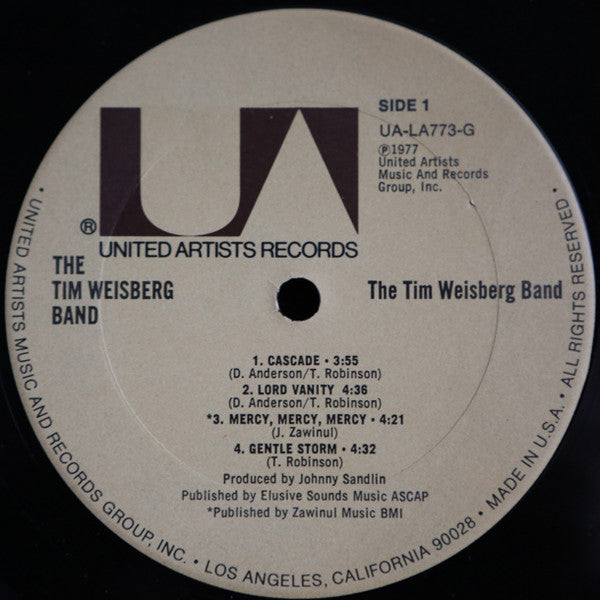 UA
SIDE 1
UA-LA773-G
℗1977
United Artists
Music And Records
Group, Inc.
®
UNITED ARTISTS RECORDS
THE
TIM WEISBERG
BAND
The Tim Weisberg Band
1. CASCADE • 3:55
(D. Anderson/T. Robinson)
2. LORD VANITY 4:36
(D. Anderson/T. Robinson)
*3. MERCY, MERCY, MERCY • 4:21
(J. Zawinul)
4. GENTLE STORM • 4:32
(T. Robinson)
Produced by Johnny Sandlin
Published by Elusive Sounds Music ASCAP
*Published by Zawinul Music BMI
• UNITED ARTISTS MUSIC AND RECORDS GROUP, INC. • LOS ANGELES, CALIFORNIA 90028 • MADE IN U.S.A. • ALL RIGHTS RESERVED •